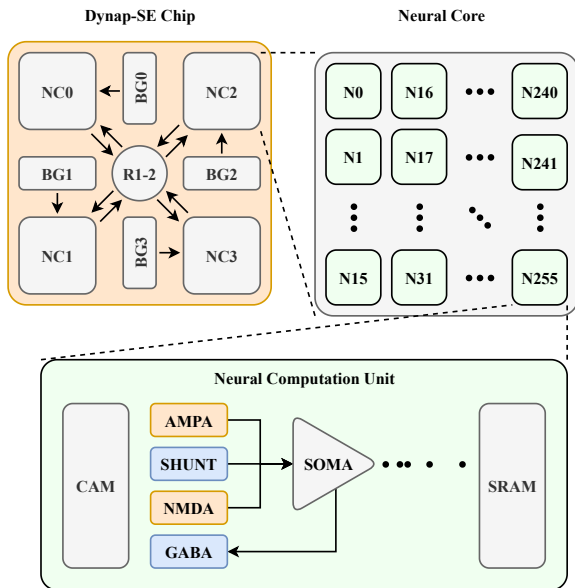 Dynap-SE Chip
NC0
BG0
NC2
BG1
R1-2
BG2
NC1
BG3
NC3
Neural Core
N0
N16
N240
N1
N17
N241
N15
N31
N255
Neural Computation Unit
CAM
AMPA
SHUNT
NMDA
GABA
SOMA
SRAM